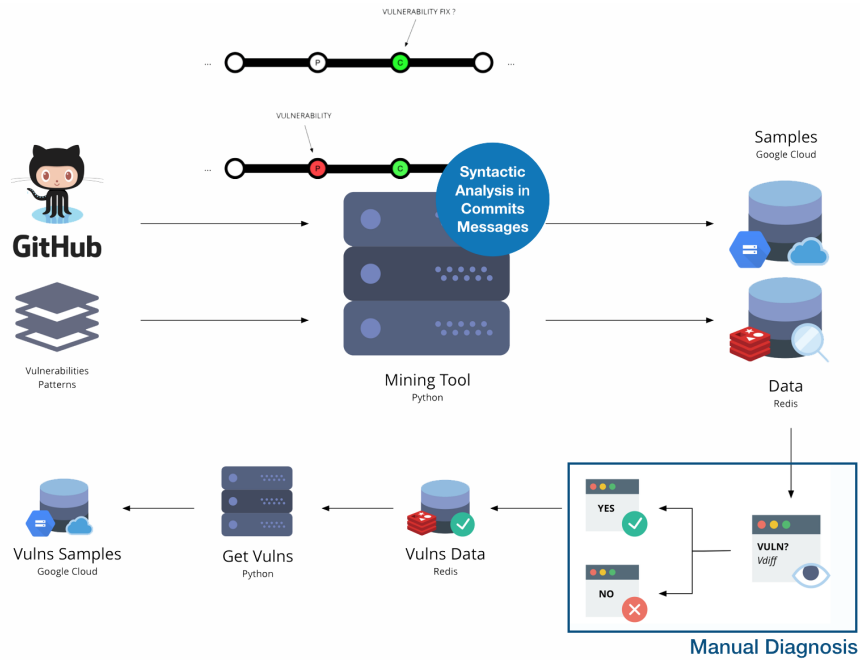 VULNERABILITY FIX ?
...
P
C
...
VULNERABILITY
...
P
C
Syntactic
Analysis in
Commits
Messages
Samples
Google Cloud
GitHub
Vulnerabilities
Patterns
Mining Tool
Python
Data
Redis
YES
NO
VULN?
Vdiff
Vulns Samples
Google Cloud
Get Vulns
Python
Vulns Data
Redis
Manual Diagnosis